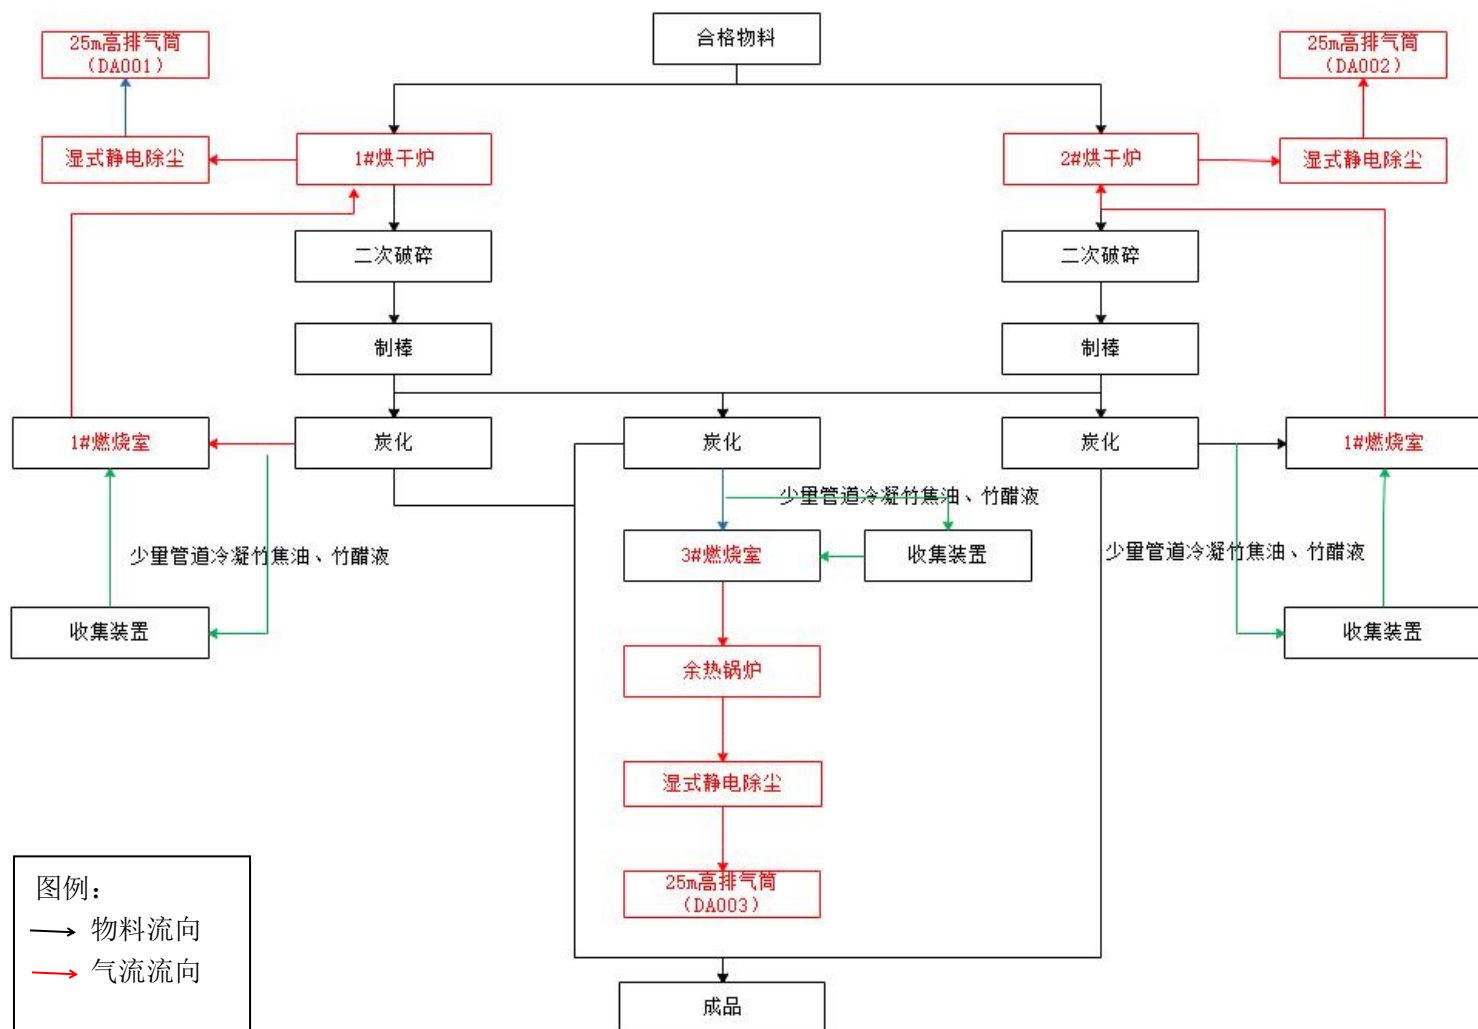 合格物料
25m高排气筒
(DA001)
25m高排气筒
(DA002)
湿式静电除尘
1#烘干炉
2#烘干炉
湿式静电除尘
二次破碎
二次破碎
制棒
制棒
1#燃烧室
炭化
炭化
炭化
1#燃烧室
少量管道冷凝竹焦油、竹醋液
少量管道冷凝竹焦油、竹醋液
3#燃烧室
收集装置
少量管道冷凝竹焦油、竹醋液
收集装置
收集装置
余热锅炉
湿式静电除尘
25m高排气筒
(DA003)
图例：
物料流向
气流流向
成品